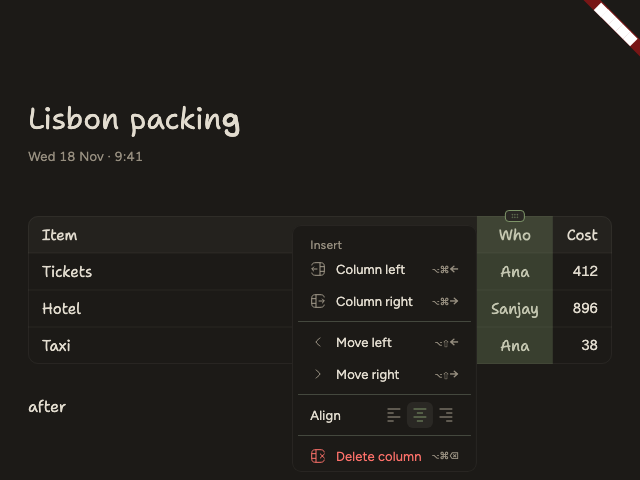 Lisbon packing
Wed 18 Nov · 9:41
Item Who Cost
Tickets Ana 412
Hotel Sanjay 896
Taxi Ana 38
after
Insert
Column left ⌥⌘←
Column right ⌥⌘→
Move left ⌥⇧←
Move right ⌥⇧→
Align
Delete column ⌥⌘⌫